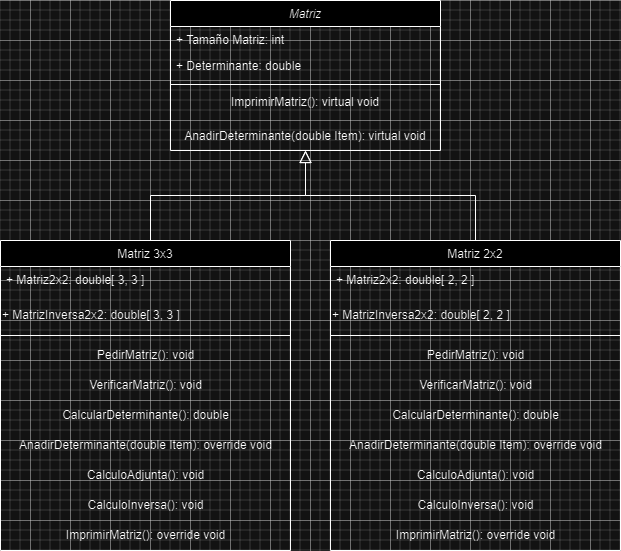 Matriz
+ Tamaño Matriz: int
+ Determinante: double
ImprimirMatriz(): virtual void
AnadirDeterminante(double Item): virtual void
Matriz 3x3
+ Matriz2x2: double[ 3, 3 ]
+ MatrizInversa2x2: double[ 3, 3 ]
PedirMatriz(): void
VerificarMatriz(): void
CalcularDeterminante(): double
AnadirDeterminante(double Item): override void
CalculoAdjunta(): void
CalculoInversa(): void
ImprimirMatriz(): override void
Matriz 2x2
+ Matriz2x2: double[ 2, 2 ]
+ MatrizInversa2x2: double[ 2, 2 ]
PedirMatriz(): void
VerificarMatriz(): void
CalcularDeterminante(): double
AnadirDeterminante(double Item): override void
CalculoAdjunta(): void
CalculoInversa(): void
ImprimirMatriz(): override void